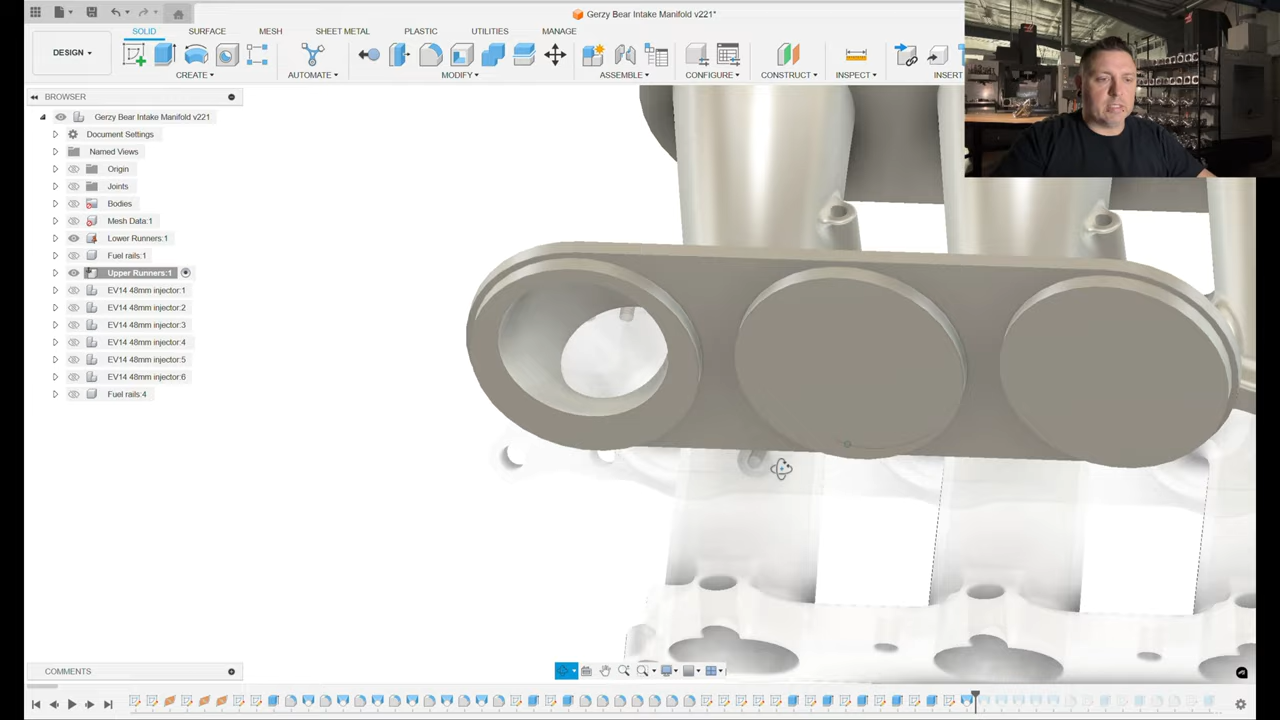 Gerzy Bear Intake Manifold v221*
SOLID SURFACE MESH SHEET METAL PLASTIC UTILITIES MANAGE
DESIGN
CREATE AUTOMATE MODIFY ASSEMBLE CONFIGURE CONSTRUCT INSPECT INSERT
BROWSER
Gerzy Bear Intake Manifold v221
Document Settings
Named Views
Origin
Joints
Bodies
Mesh Data:1
Lower Runners:1
Fuel rails:1
Upper Runners:1
EV14 48mm injector:1
EV14 48mm injector:2
EV14 48mm injector:3
EV14 48mm injector:4
EV14 48mm injector:5
EV14 48mm injector:6
Fuel rails:4
COMMENTS